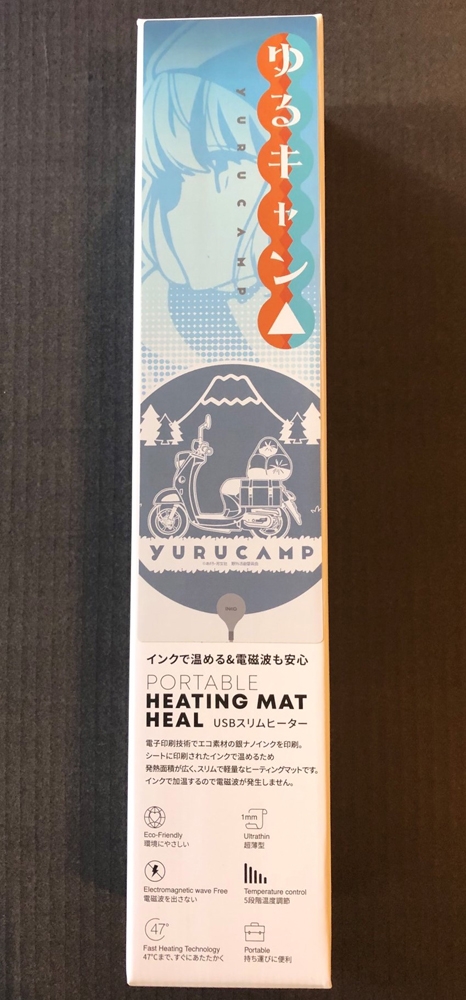 ゆるキャン△
YURUCAMP
YURUCAMP
インクで温める&電磁波も安心
PORTABLE
HEATING MAT
HEAL USBスリムヒーター
電子印刷技術でエコ素材の銀ナノインクを印刷。
シートに印刷されたインクで温めるため
発熱面積が広く、スリムで軽量なヒーティングマットです。
インクで加温するので電磁波が発生しません。
Eco-Friendly
環境にやさしい
1mm
Ultrathin
超薄型
Electromagnetic wave Free
電磁波を出さない
Temperature control
5段階温度調節
47°
Fast Heating Technology
47℃まで、すぐにあたたかく
Portable
持ち運びに便利